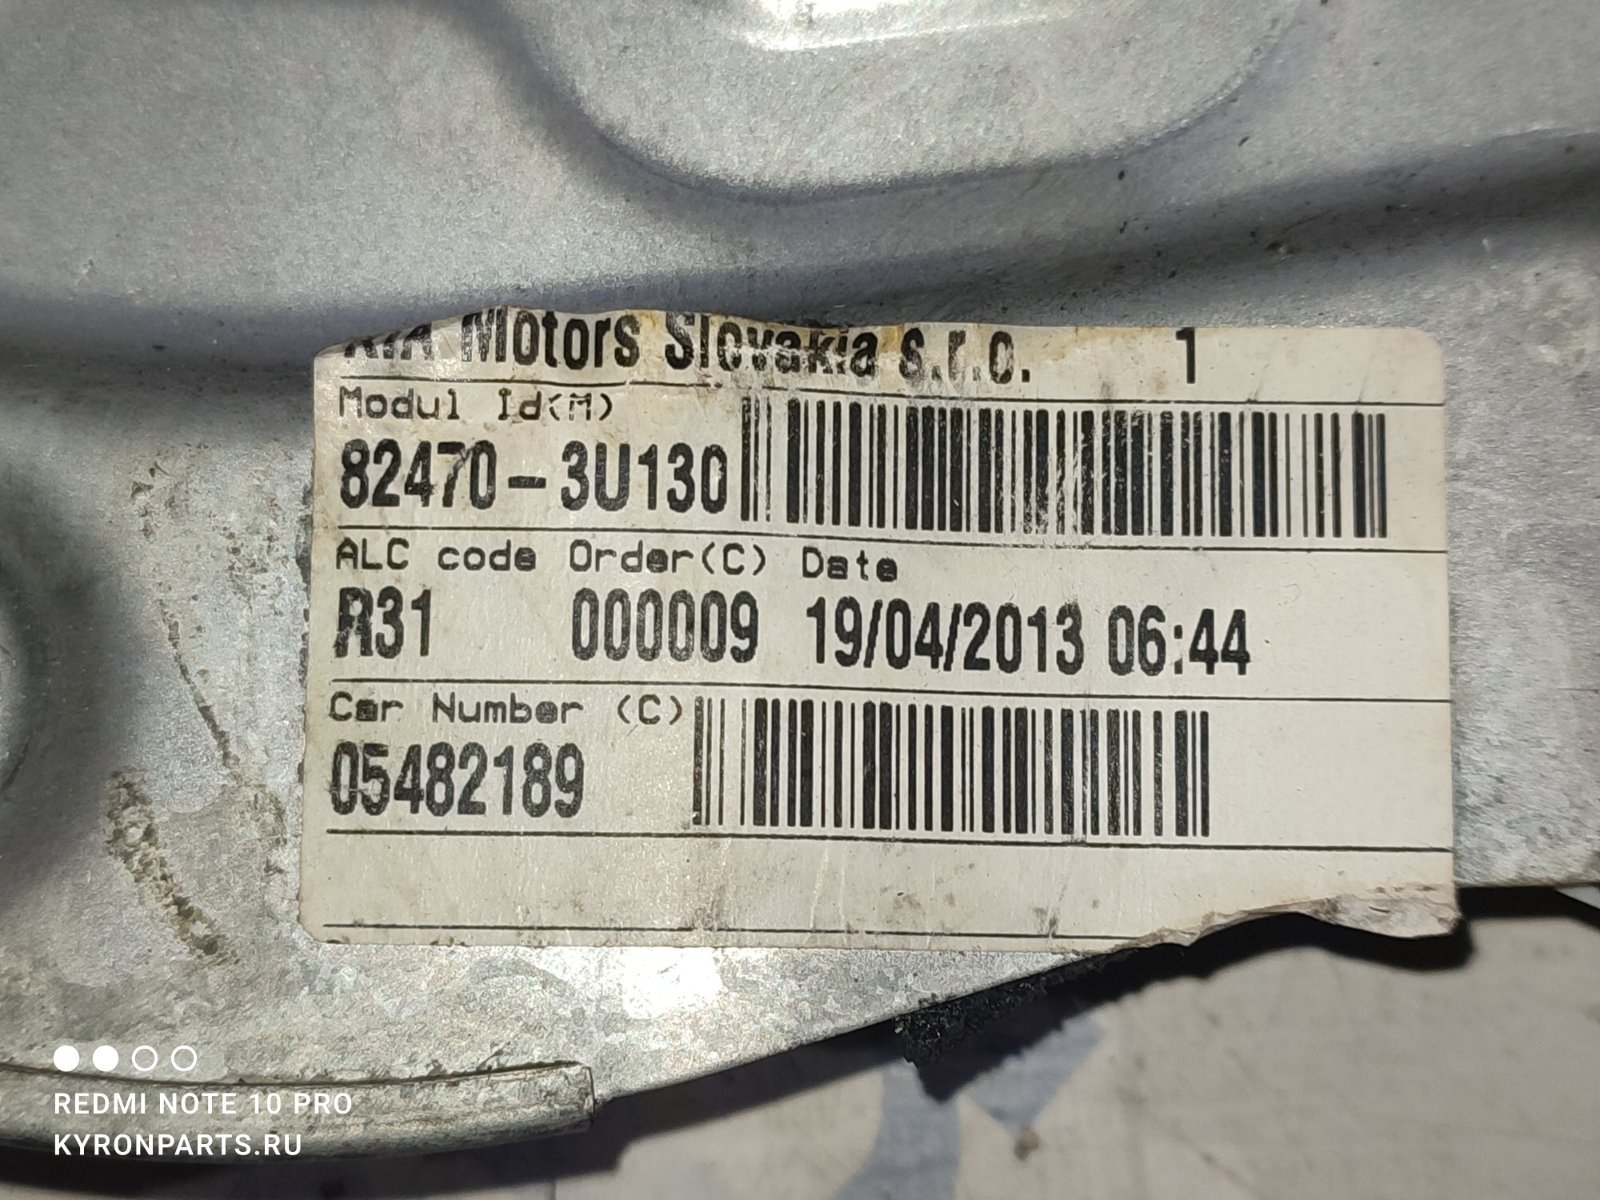 KIA Motors Slovakia s.r.o. 1
Modul Id(M)
82470-3U130
ALC code Order(C) Date
R31 000009 19/04/2013 06:44
Car Number (C)
05482189
REDMI NOTE 10 PRO
KYRONPARTS.RU